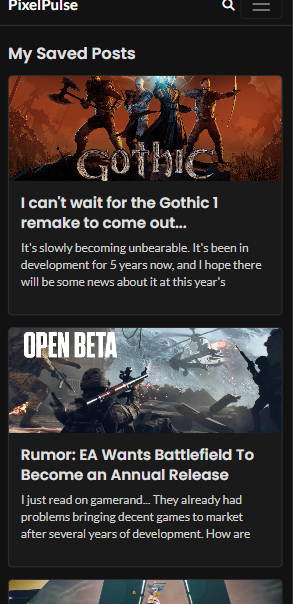 PixelPulse
My Saved Posts
GOTHIC
I can't wait for the Gothic 1
remake to come out...
It's slowly becoming unbearable. It's been in
development for 5 years now, and I hope there
will be some news about it at this year's
OPEN BETA
Rumor: EA Wants Battlefield To
Become an Annual Release
I just read on gamerand... They already had
problems bringing decent games to market
after several years of development. How are